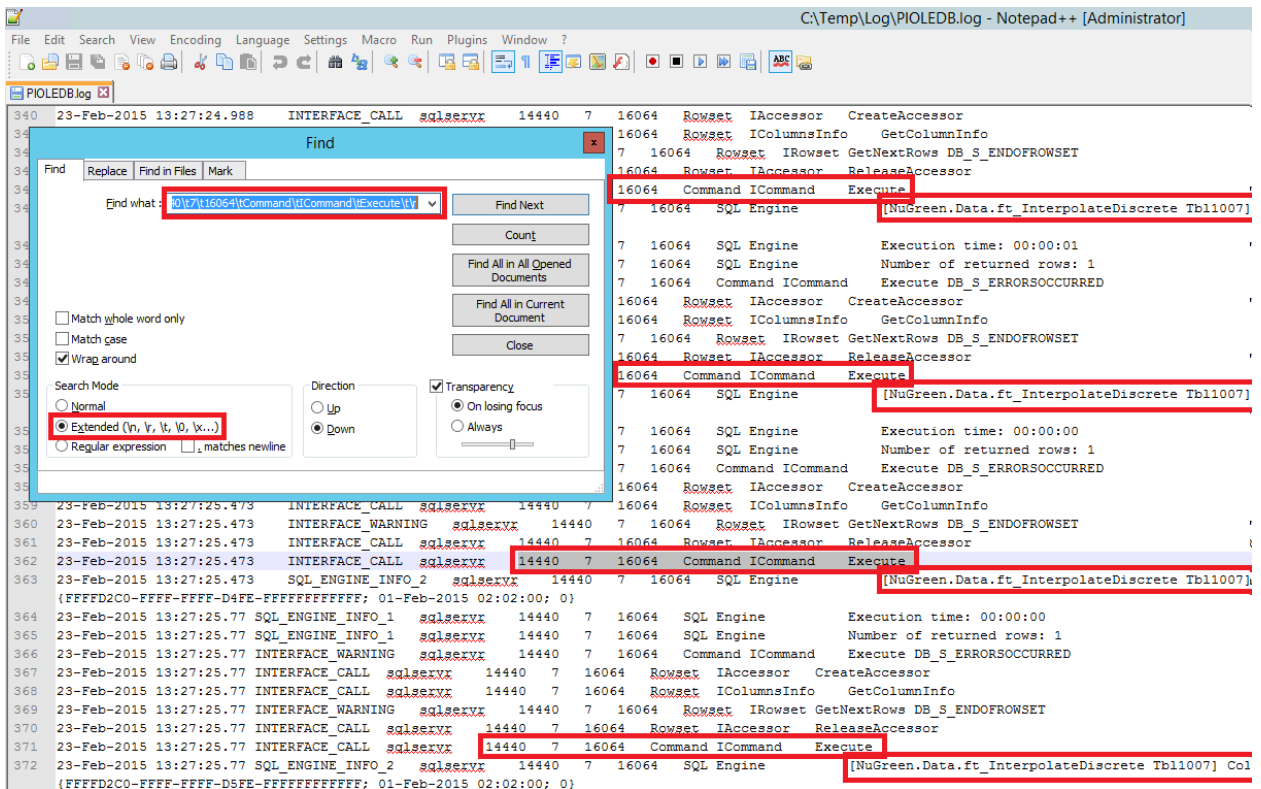 C:\Temp\Log\PIOLEDB.log - Notepad++ [Administrator]
File Edit Search View Encoding Language Settings Macro Run Plugins Window ?
PIOLEDB.log
340 23-Feb-2015 13:27:24.988 INTERFACE_CALL sqlservr 14440 7 16064 Rowset IAccessor CreateAccessor
34 16064 Rowset IColumnsInfo GetColumnInfo
Find
34 7 16064 Rowset IRowset GetNextRows DB_S_ENDOFROWSET
Find Replace Find in Files Mark
34 16064 Rowset IAccessor ReleaseAccessor
34 16064 Command ICommand Execute
Find what : 40\t7\t16064\tCommand\tICommand\tExecute\t\r
Find Next
34 7 16064 SQL Engine [NuGreen.Data.ft_InterpolateDiscrete Tbl1007]
Count
34 7 16064 SQL Engine Execution time: 00:00:01
34 7 16064 SQL Engine Number of returned rows: 1
Find All in All Opened
Documents
34 7 16064 Command ICommand Execute DB_S_ERRORSOCCURRED
34 16064 Rowset IAccessor CreateAccessor
Find All in Current
Document
35 16064 Rowset IColumnsInfo GetColumnInfo
Match whole word only
35 7 16064 Rowset IRowset GetNextRows DB_S_ENDOFROWSET
Match case
Close
35 16064 Rowset IAccessor ReleaseAccessor
Wrap around
35 16064 Command ICommand Execute
Search Mode Direction Transparency
35 7 16064 SQL Engine [NuGreen.Data.ft_InterpolateDiscrete Tbl1007]
Normal Up On losing focus
Extended (\n, \r, \t, \0, \x...) Down Always
35 7 16064 SQL Engine Execution time: 00:00:00
Regular expression . matches newline
35 7 16064 SQL Engine Number of returned rows: 1
35 7 16064 Command ICommand Execute DB_S_ERRORSOCCURRED
35 16064 Rowset IAccessor CreateAccessor
359 23-Feb-2015 13:27:25.473 INTERFACE_CALL sqlservr 14440 7 16064 Rowset IColumnsInfo GetColumnInfo
360 23-Feb-2015 13:27:25.473 INTERFACE_WARNING sqlservr 14440 7 16064 Rowset IRowset GetNextRows DB_S_ENDOFROWSET
361 23-Feb-2015 13:27:25.473 INTERFACE_CALL sqlservr 14440 7 16064 Rowset IAccessor ReleaseAccessor
362 23-Feb-2015 13:27:25.473 INTERFACE_CALL sqlservr 14440 7 16064 Command ICommand Execute
363 23-Feb-2015 13:27:25.473 SQL_ENGINE_INFO_2 sqlservr 14440 7 16064 SQL Engine [NuGreen.Data.ft_InterpolateDiscrete Tbl1007]
{FFFFD2C0-FFFF-FFFF-D4FE-FFFFFFFFFFFF; 01-Feb-2015 02:02:00; 0}
364 23-Feb-2015 13:27:25.77 SQL_ENGINE_INFO_1 sqlservr 14440 7 16064 SQL Engine Execution time: 00:00:00
365 23-Feb-2015 13:27:25.77 SQL_ENGINE_INFO_1 sqlservr 14440 7 16064 SQL Engine Number of returned rows: 1
366 23-Feb-2015 13:27:25.77 INTERFACE_WARNING sqlservr 14440 7 16064 Command ICommand Execute DB_S_ERRORSOCCURRED
367 23-Feb-2015 13:27:25.77 INTERFACE_CALL sqlservr 14440 7 16064 Rowset IAccessor CreateAccessor
368 23-Feb-2015 13:27:25.77 INTERFACE_CALL sqlservr 14440 7 16064 Rowset IColumnsInfo GetColumnInfo
369 23-Feb-2015 13:27:25.77 INTERFACE_WARNING sqlservr 14440 7 16064 Rowset IRowset GetNextRows DB_S_ENDOFROWSET
370 23-Feb-2015 13:27:25.77 INTERFACE_CALL sqlservr 14440 7 16064 Rowset IAccessor ReleaseAccessor
371 23-Feb-2015 13:27:25.77 INTERFACE_CALL sqlservr 14440 7 16064 Command ICommand Execute
372 23-Feb-2015 13:27:25.77 SQL_ENGINE_INFO_2 sqlservr 14440 7 16064 SQL Engine [NuGreen.Data.ft_InterpolateDiscrete Tbl1007] Col
{FFFFD2C0-FFFF-FFFF-D5FE-FFFFFFFFFFFF; 01-Feb-2015 02:02:00; 0}